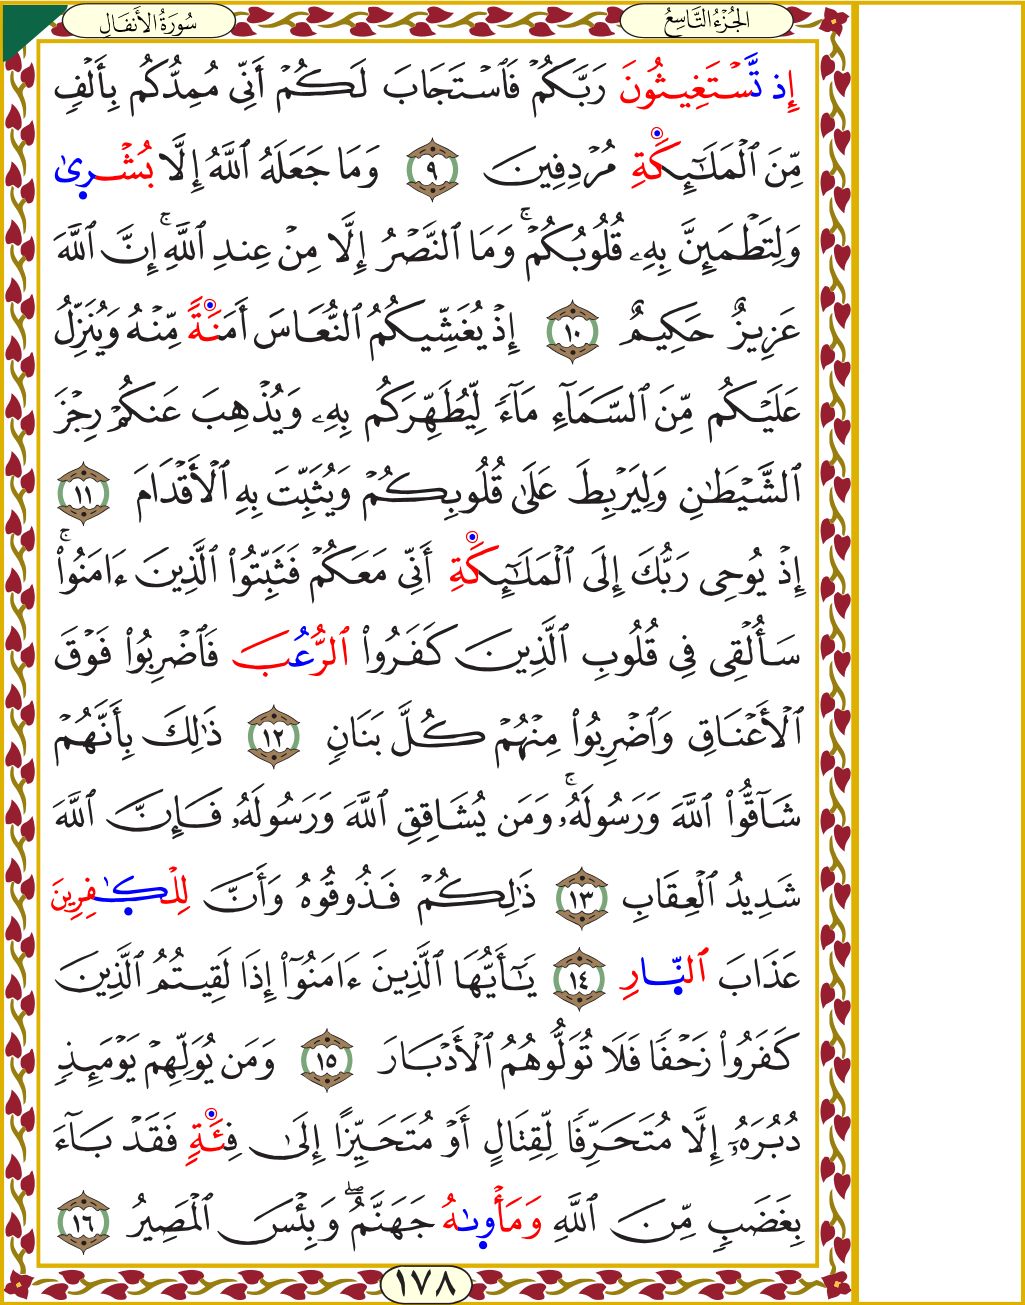 الجُزْءُ التَّاسِعُ
سُورَةُ الأَنفَالِ
إِذ تَّسْتَغِيثُونَ رَبَّكُمْ فَٱسْتَجَابَ لَكُمْ أَنِّى مُمِدُّكُم بِأَلْفٍ
مِّنَ ٱلْمَلَـٰٓئِكَةِ مُرْدِفِينَ ٩ وَمَا جَعَلَهُ ٱللَّهُ إِلَّا بُشْرىٰ
وَلِتَطْمَئِنَّ بِهِۦ قُلُوبُكُمْ ۚ وَمَا ٱلنَّصْرُ إِلَّا مِنْ عِندِ ٱللَّهِ ۚ إِنَّ ٱللَّهَ
عَزِيزٌ حَكِيمٌ ١٠ إِذْ يُغَشِّيكُمُ ٱلنُّعَاسَ أَمَنَةً مِّنْهُ وَيُنَزِّلُ
عَلَيْكُم مِّنَ ٱلسَّمَآءِ مَآءً لِّيُطَهِّرَكُم بِهِۦ وَيُذْهِبَ عَنكُمْ رِجْزَ
ٱلشَّيْطَـٰنِ وَلِيَرْبِطَ عَلَىٰ قُلُوبِكُمْ وَيُثَبِّتَ بِهِ ٱلْأَقْدَامَ ١١
إِذْ يُوحِى رَبُّكَ إِلَى ٱلْمَلَـٰٓئِكَةِ أَنِّى مَعَكُمْ فَثَبِّتُوا۟ ٱلَّذِينَ ءَامَنُوا۟ ۚ
سَأُلْقِى فِى قُلُوبِ ٱلَّذِينَ كَفَرُوا۟ ٱلرُّعُبَ فَٱضْرِبُوا۟ فَوْقَ
ٱلْأَعْنَاقِ وَٱضْرِبُوا۟ مِنْهُمْ كُلَّ بَنَانٍ ١٢ ذَٰلِكَ بِأَنَّهُمْ
شَآقُّوا۟ ٱللَّهَ وَرَسُولَهُۥ ۚ وَمَن يُشَاقِقِ ٱللَّهَ وَرَسُولَهُۥ فَإِنَّ ٱللَّهَ
شَدِيدُ ٱلْعِقَابِ ١٣ ذَٰلِكُمْ فَذُوقُوهُ وَأَنَّ لِلْكَـٰفِرِينَ
عَذَابَ ٱلنَّارِ ١٤ يَـٰٓأَيُّهَا ٱلَّذِينَ ءَامَنُوٓا۟ إِذَا لَقِيتُمُ ٱلَّذِينَ
كَفَرُوا۟ زَحْفًا فَلَا تُوَلُّوهُمُ ٱلْأَدْبَارَ ١٥ وَمَن يُوَلِّهِمْ يَوْمَئِذٍ
دُبُرَهُۥٓ إِلَّا مُتَحَرِّفًا لِّقِتَالٍ أَوْ مُتَحَيِّزًا إِلَىٰ فِئَةٍ فَقَدْ بَآءَ
بِغَضَبٍ مِّنَ ٱللَّهِ وَمَأْوىٰهُ جَهَنَّمُ ۖ وَبِئْسَ ٱلْمَصِيرُ ١٦
١٧٨